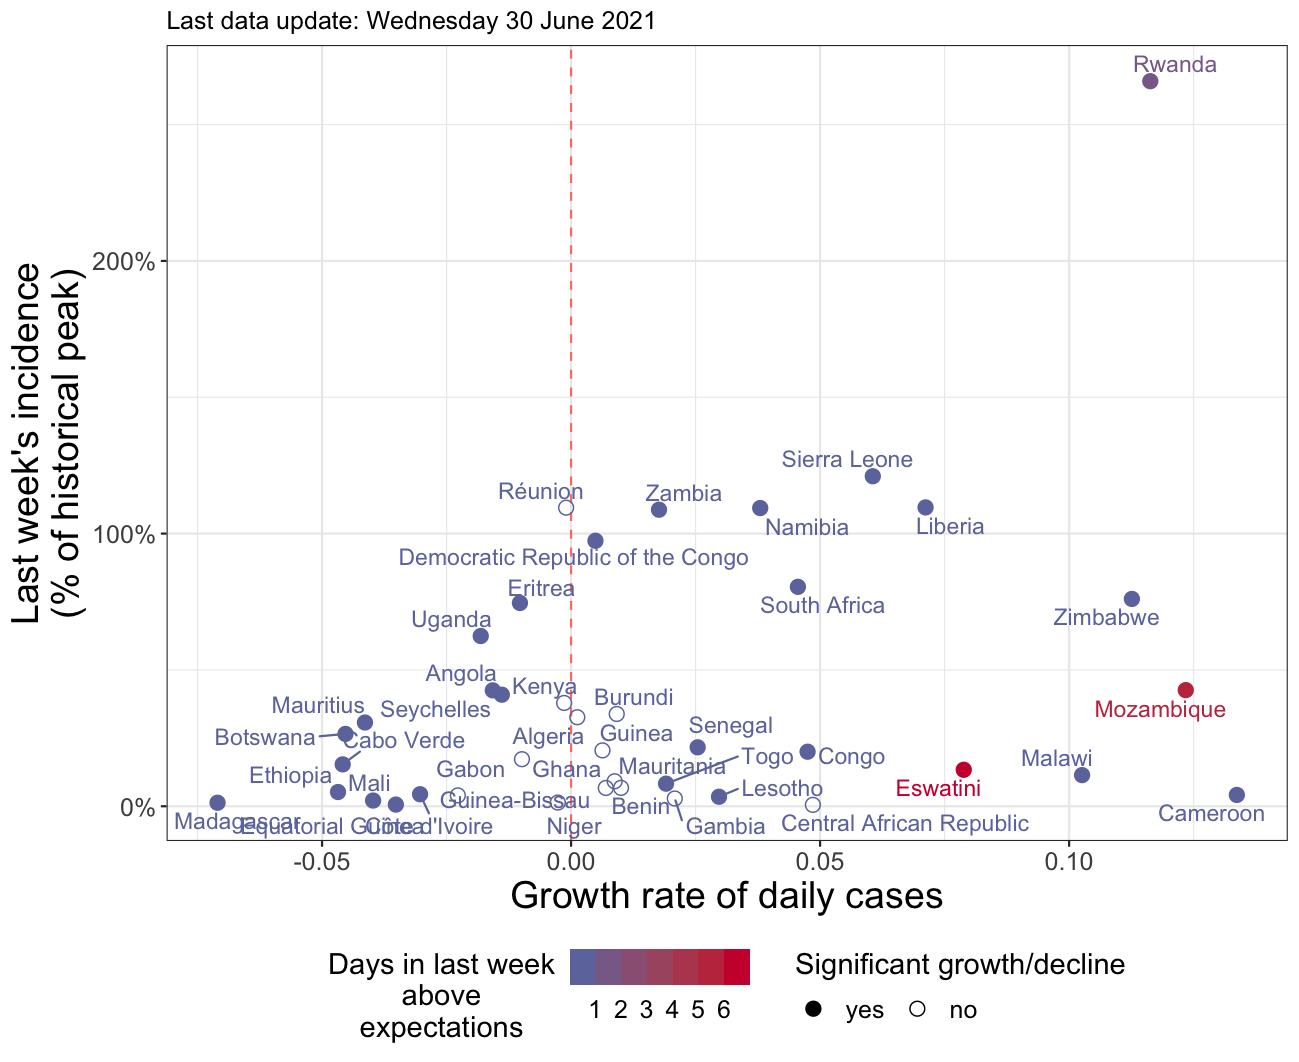 Last data update: Wednesday 30 June 2021
Last week's incidence
(% of historical peak)
200%
100%
0%
Rwanda
Sierra Leone
Réunion
Zambia
Namibia
Liberia
Democratic Republic of the Congo
Eritrea
South Africa
Uganda
Zimbabwe
Angola
Kenya
Burundi
Mauritius
Seychelles
Mozambique
Botswana
Cabo Verde
Algeria
Guinea
Senegal
Ethiopia
Mali
Gabon
Ghana
Mauritania
Togo
Congo
Malawi
Guinea-Bissau
Benin
Lesotho
Eswatini
Cameroon
Madagascar
Equatorial Guinea
Côte d'Ivoire
Niger
Gambia
Central African Republic
-0.05
0.00
0.05
0.10
Growth rate of daily cases
Days in last week
above
expectations
1 2 3 4 5 6
Significant growth/decline
yes
no